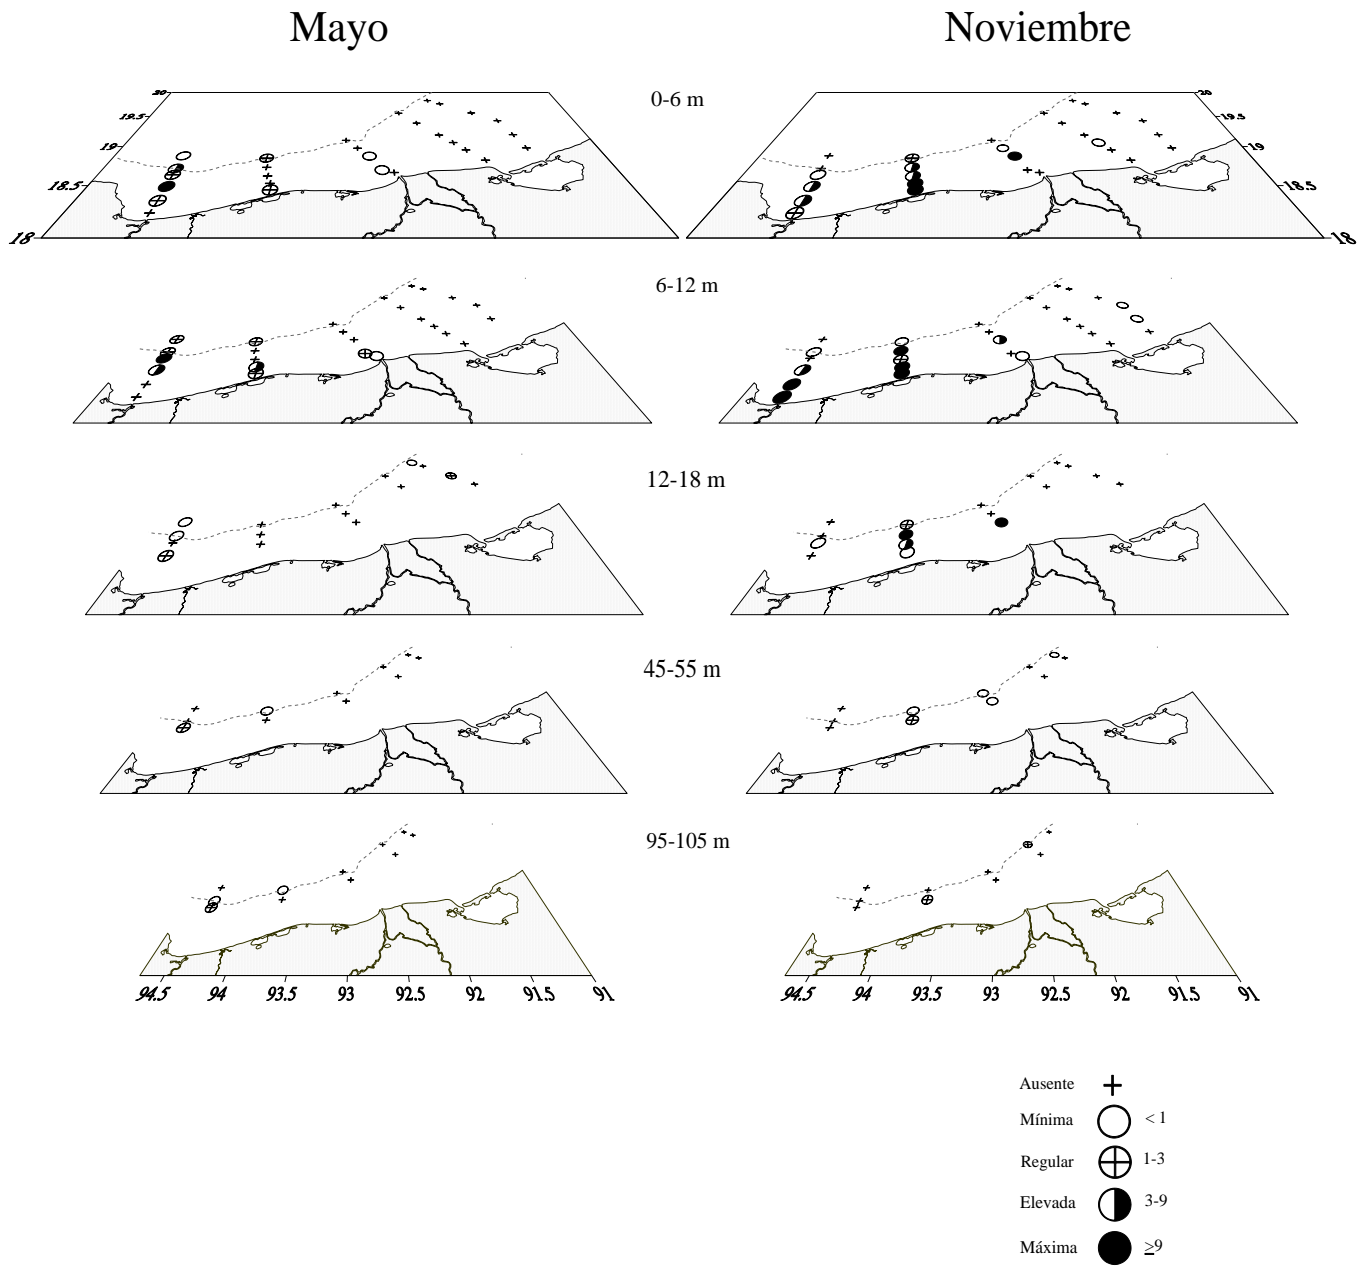 Mayo
Noviembre
0-6 m
20
19.5
19
18.5
18
20
19.5
19
18.5
18
6-12 m
12-18 m
45-55 m
95-105 m
94.5 94 93.5 93 92.5 92 91.5 91
94.5 94 93.5 93 92.5 92 91.5 91
Ausente
Mínima < 1
Regular 1-3
Elevada 3-9
Máxima ≥9